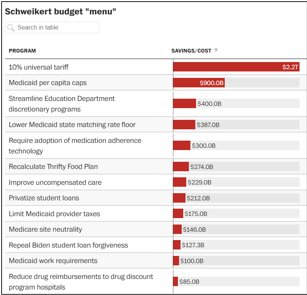 Schweikert budget "menu"
Search in table
PROGRAM SAVINGS/COST
10% universal tariff $2.2T
Medicaid per capita caps $900.0B
Streamline Education Department
discretionary programs $400.0B
Lower Medicaid state matching rate floor $387.0B
Require adoption of medication adherence
technology $300.0B
Recalculate Thrifty Food Plan $274.0B
Improve uncompensated care $229.0B
Privatize student loans $212.0B
Limit Medicaid provider taxes $175.0B
Medicare site neutrality $146.0B
Repeal Biden student loan forgiveness $127.3B
Medicaid work requirements $100.0B
Reduce drug reimbursements to drug discount
program hospitals $85.0B